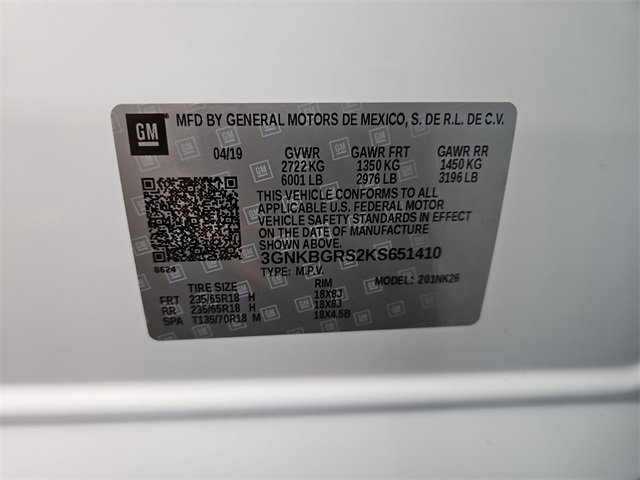 GM MFD BY GENERAL MOTORS DE MEXICO, S. DE R.L. DE C.V.
04/19 GVWR GAWR FRT GAWR RR
2722 KG 1350 KG 1450 KG
6001 LB 2976 LB 3196 LB
THIS VEHICLE CONFORMS TO ALL
APPLICABLE U.S. FEDERAL MOTOR
VEHICLE SAFETY STANDARDS IN EFFECT
ON THE DATE OF MANUFACTURE
SHOWN ABOVE.
3GNKBGRS2KS651410
8624
TYPE: M.P.V. MODEL: 201NK26
TIRE SIZE RIM
FRT 235/65R18 H 18X8J
RR 235/65R18 H 18X8J
SPA T135/70R18 M 18X4.5B